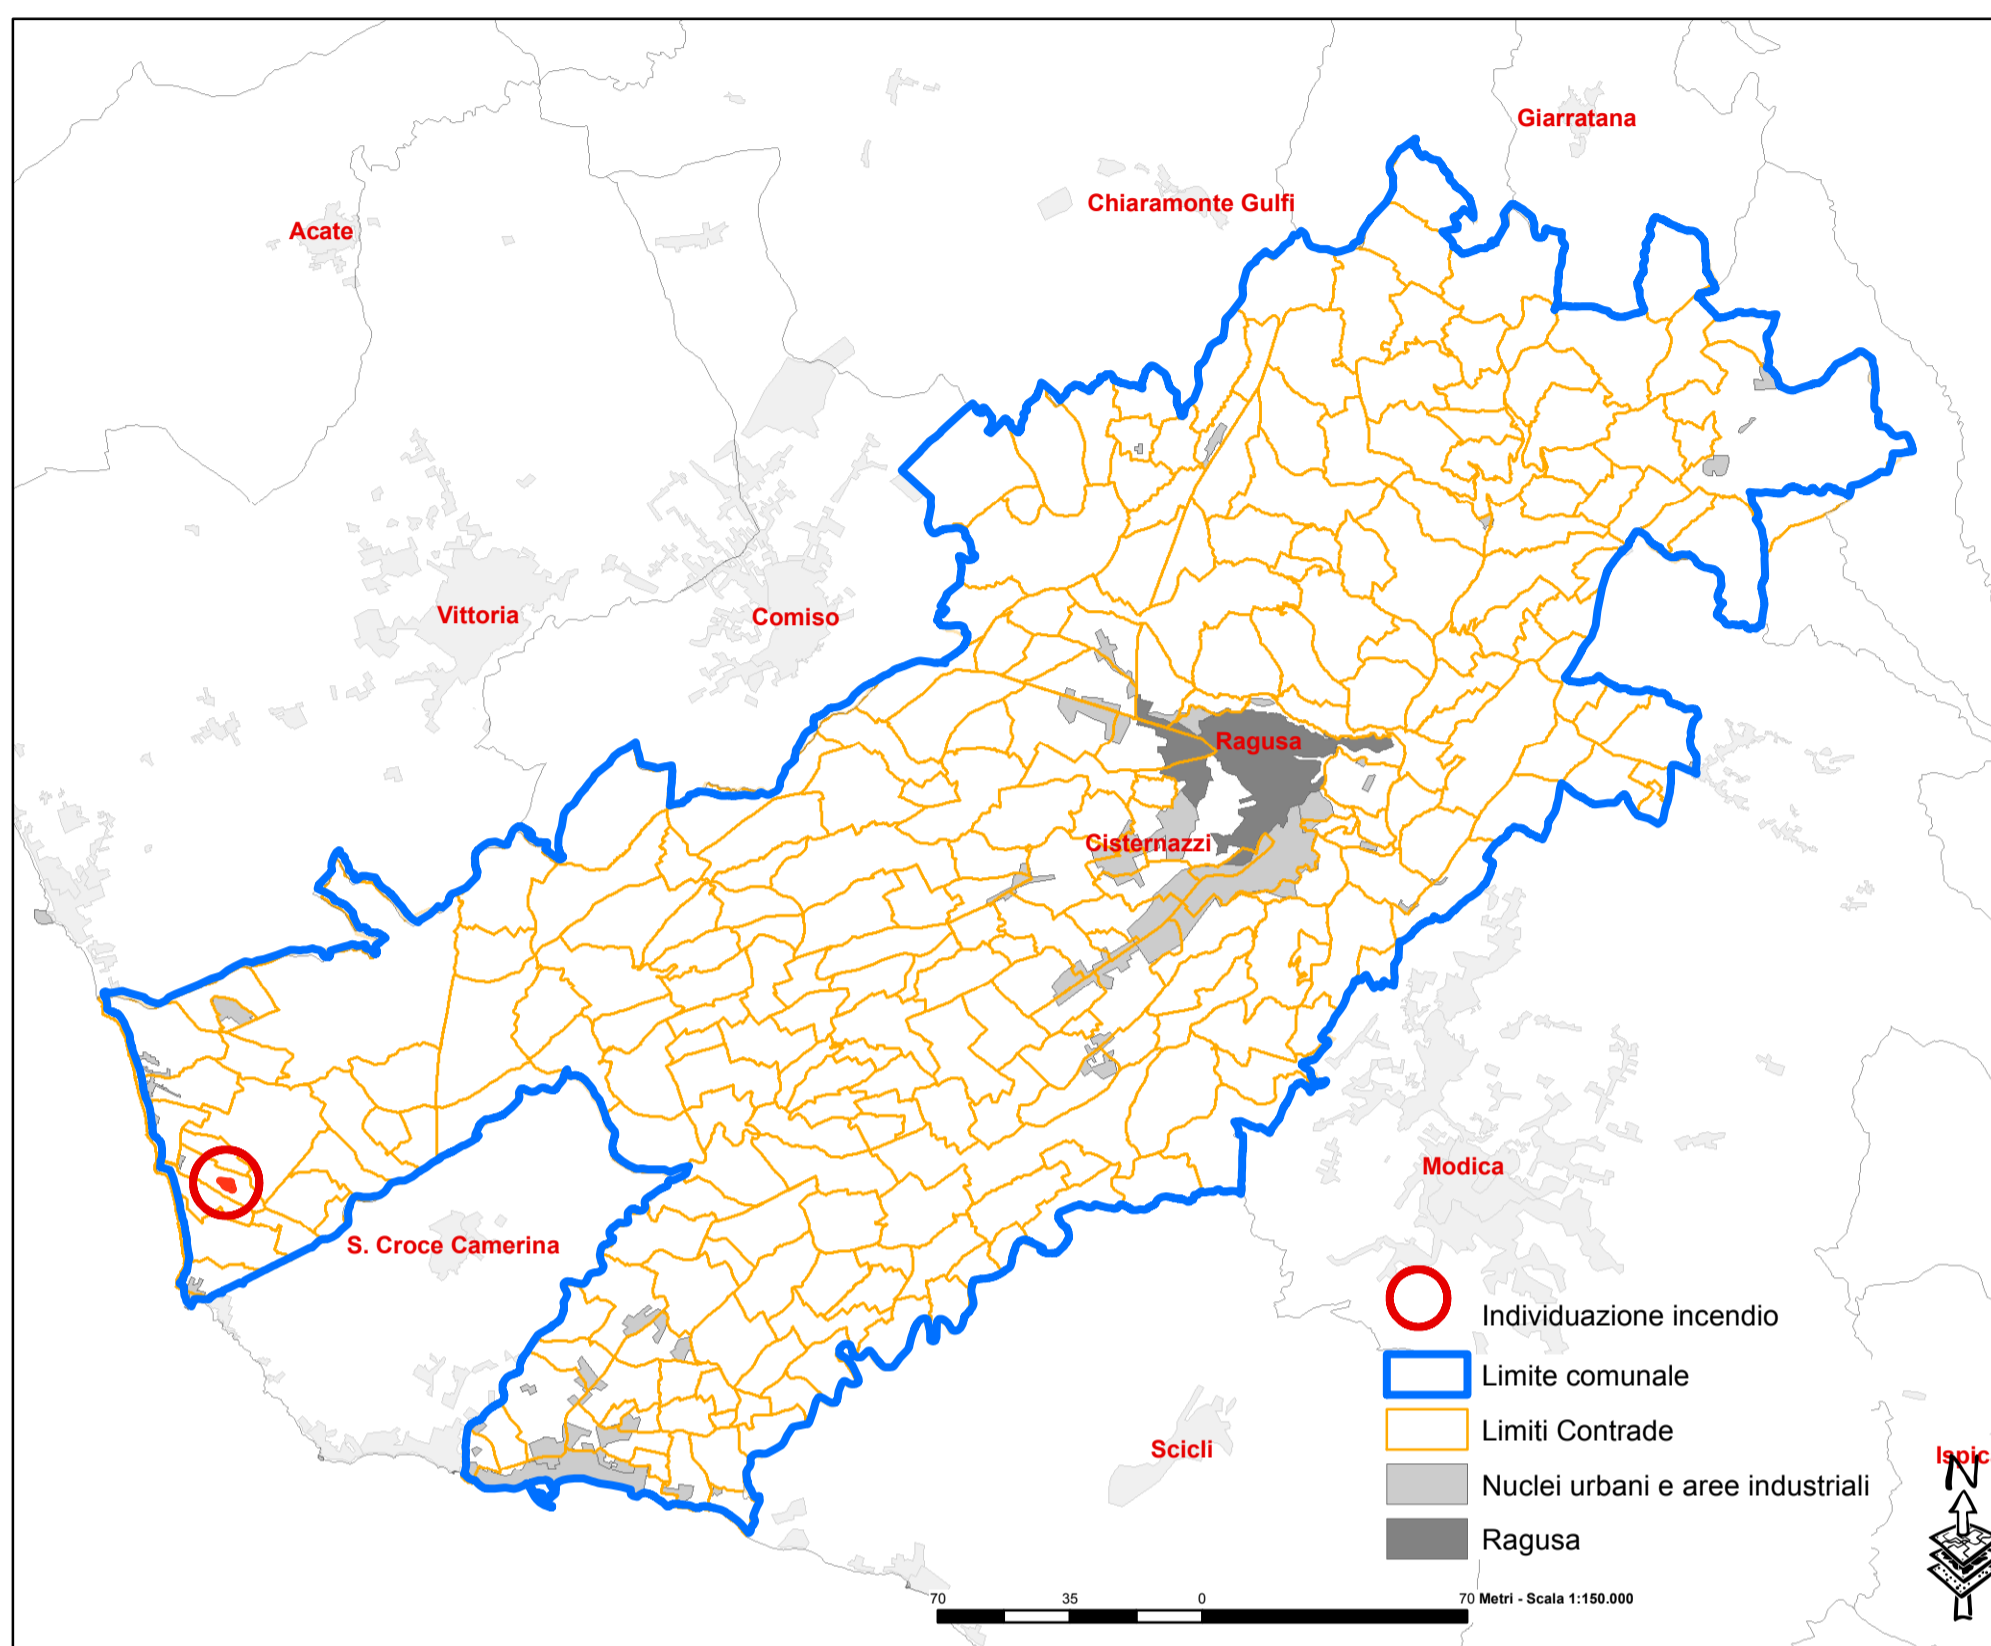 Giarratana
Chiaramonte Gulfi
Acate
Vittoria
Comiso
Ragusa
Cisternazzi
Modica
S. Croce Camerina
Individuazione incendio
Limite comunale
Limiti Contrade
Scicli
Ispic
Nuclei urbani e aree industriali
N
Ragusa
70 35 0 70 Metri - Scala 1:150.000